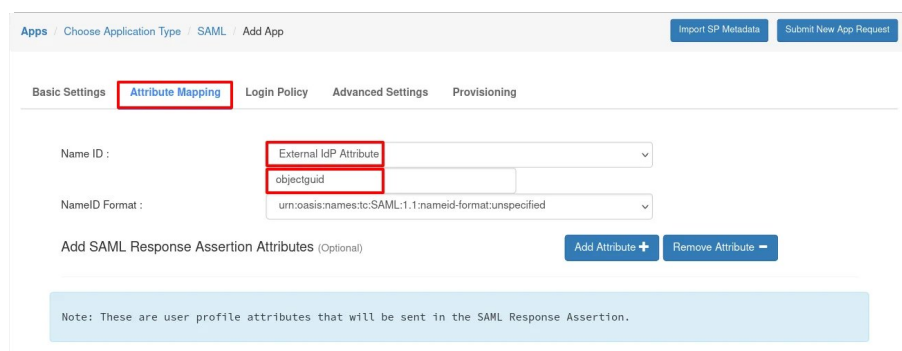 Apps / Choose Application Type / SAML / Add App Import SP Metadata Submit New App Request
Basic Settings Attribute Mapping Login Policy Advanced Settings Provisioning
Name ID : External IdP Attribute
objectguid
NameID Format : urn:oasis:names:tc:SAML:1.1:nameid-format:unspecified
Add SAML Response Assertion Attributes (Optional) Add Attribute + Remove Attribute −
Note: These are user profile attributes that will be sent in the SAML Response Assertion.